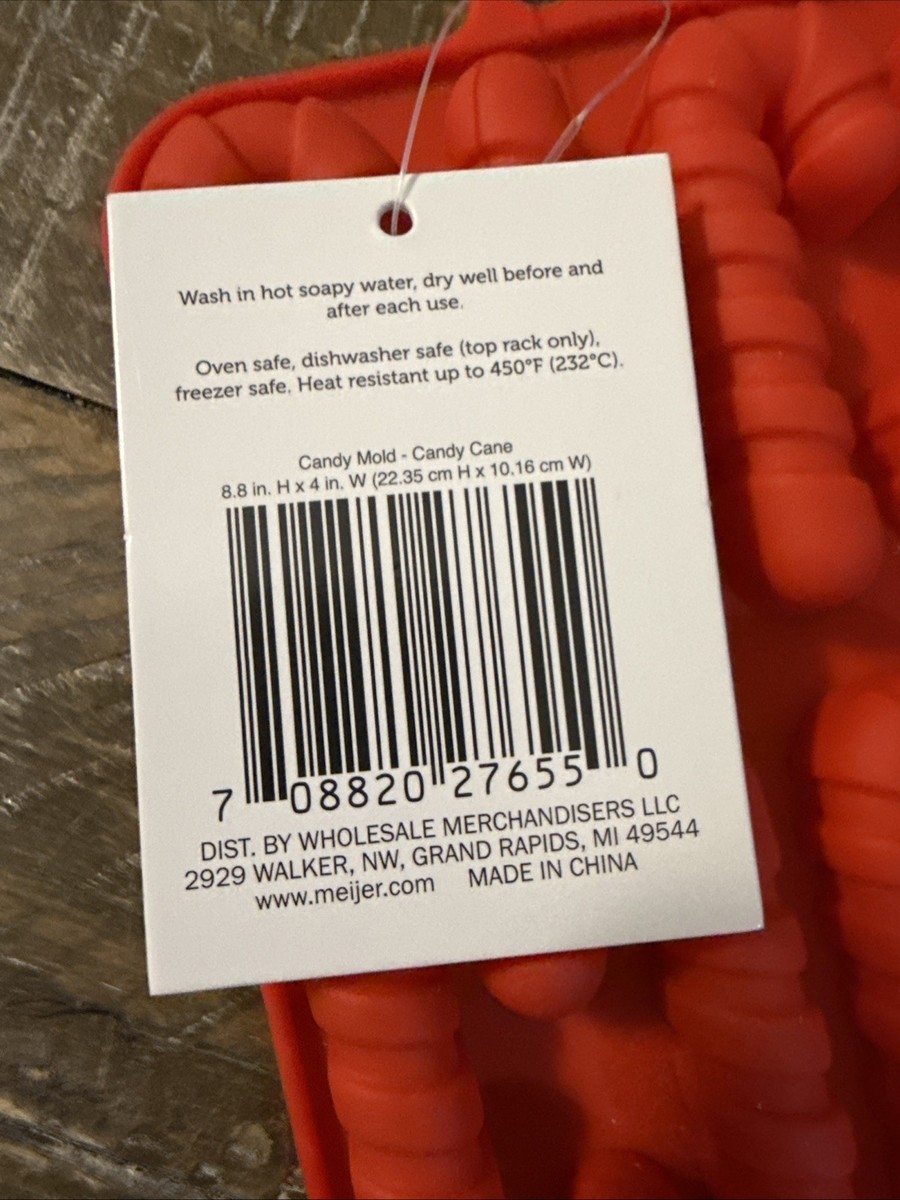 Wash in hot soapy water, dry well before and
after each use.
Oven safe, dishwasher safe (top rack only),
freezer safe. Heat resistant up to 450°F (232°C).
Candy Mold - Candy Cane
8.8 in. H x 4 in. W (22.35 cm H x 10.16 cm W)
7 08820 27655 0
DIST. BY WHOLESALE MERCHANDISERS LLC
2929 WALKER, NW, GRAND RAPIDS, MI 49544
www.meijer.com MADE IN CHINA